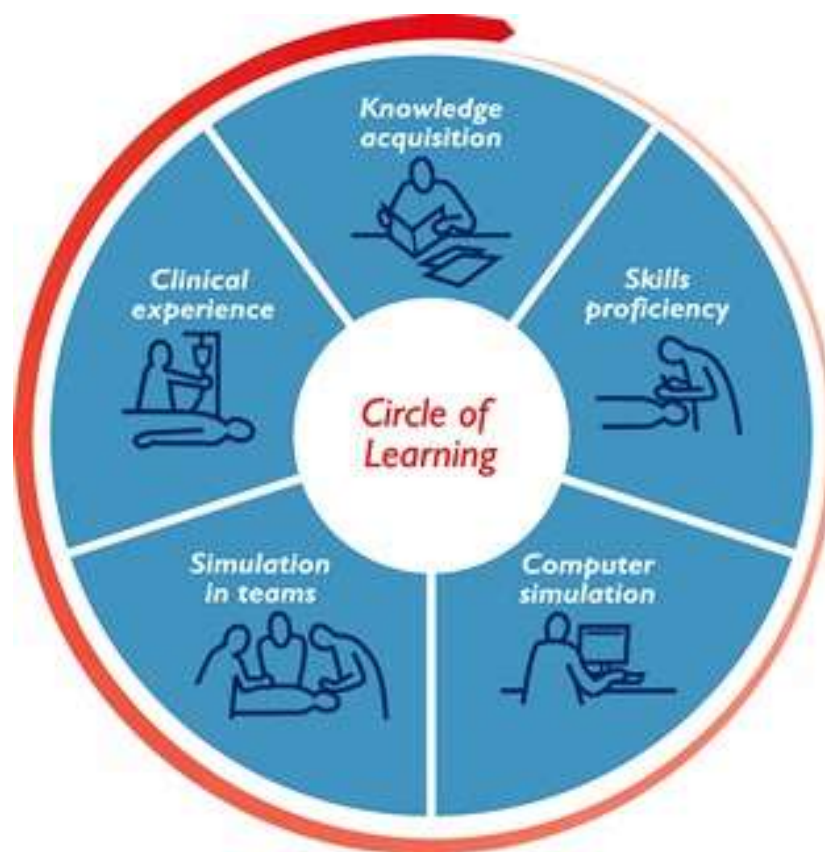 Knowledge
acquisition
Skills
proficiency
Computer
simulation
Simulation
in teams
Clinical
experience
Circle of
Learning